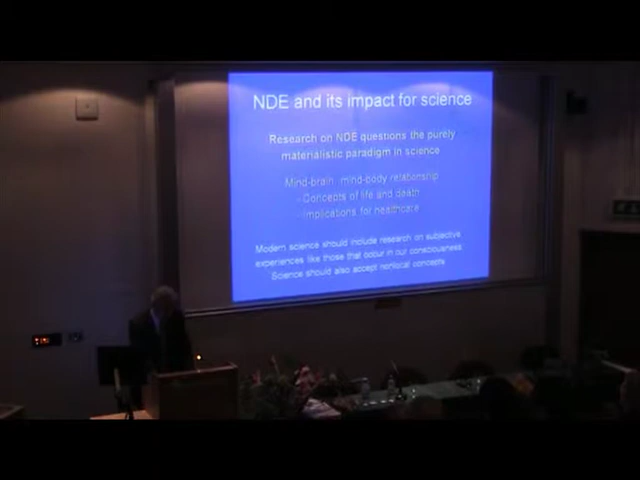 NDE and its impact for science
Research on NDE questions the purely
materialistic paradigm in science
Mind-brain, mind-body relationship
- Concepts of life and death
- Implications for healthcare
Modern science should include research on subjective
experiences like those that occur in our consciousness
Science should also accept nonlocal concepts